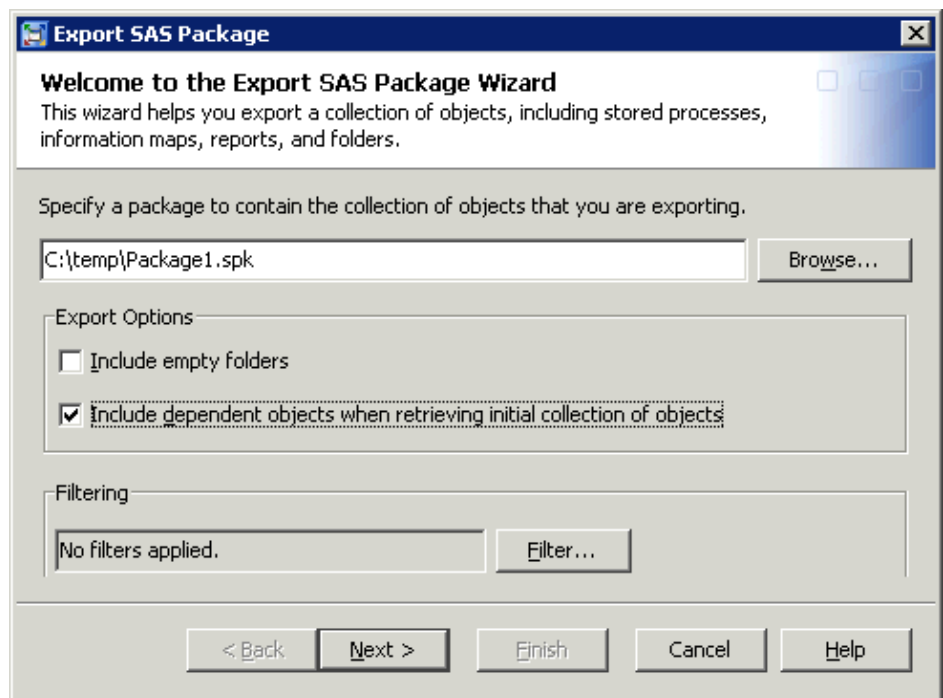 Export SAS Package
Welcome to the Export SAS Package Wizard
This wizard helps you export a collection of objects, including stored processes,
information maps, reports, and folders.
Specify a package to contain the collection of objects that you are exporting.
C:\temp\Package1.spk
Browse...
Export Options
Include empty folders
Include dependent objects when retrieving initial collection of objects
Filtering
No filters applied.
Filter...
< Back
Next >
Finish
Cancel
Help